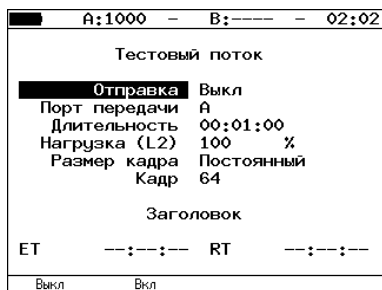 A:1000 – B:---- – 02:02
Тестовый поток
Отправка Выкл
Порт передачи A
Длительность 00:01:00
Нагрузка (L2) 100 %
Размер кадра Постоянный
Кадр 64
Заголовок
ET --:--:-- RT --:--:--
Выкл Вкл